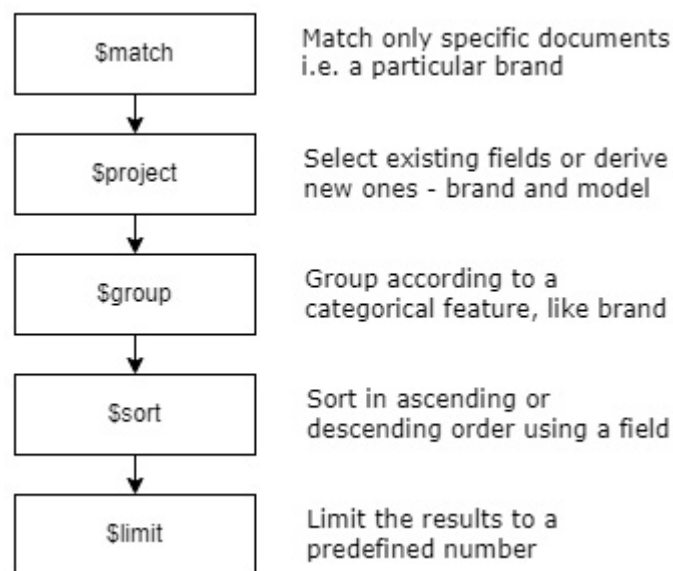 $match
Match only specific documents
i.e. a particular brand
$project
Select existing fields or derive
new ones - brand and model
$group
Group according to a
categorical feature, like brand
$sort
Sort in ascending or
descending order using a field
$limit
Limit the results to a
predefined number